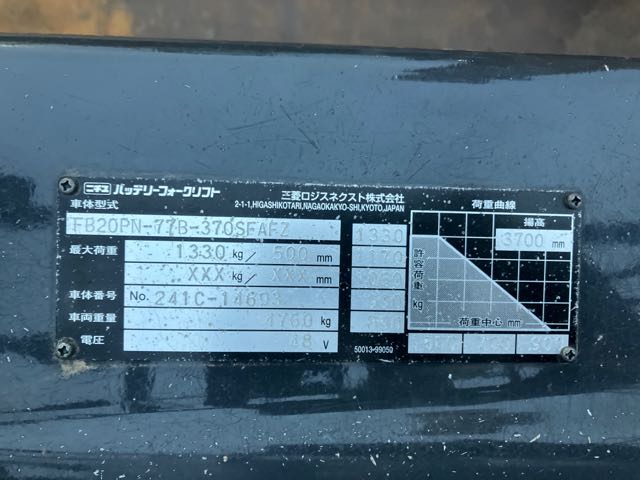 ニチユ バッテリーフォークリフト
三菱ロジスネクスト株式会社
2-1-1,HIGASHIKOTARI,NAGAOKAKYO-SHI,KYOTO,JAPAN
車体型式
FB20PN-77B-370SFAFZ
最大荷重 1330 kg/ 500 mm
XXX kg/ XXX mm
車体番号 No. 241C-14693
車両重量 4760 kg
電圧 48 V
1330
1170
荷重曲線
揚高
3700 mm
許容荷重 kg
荷重中心 mm
50013-99050